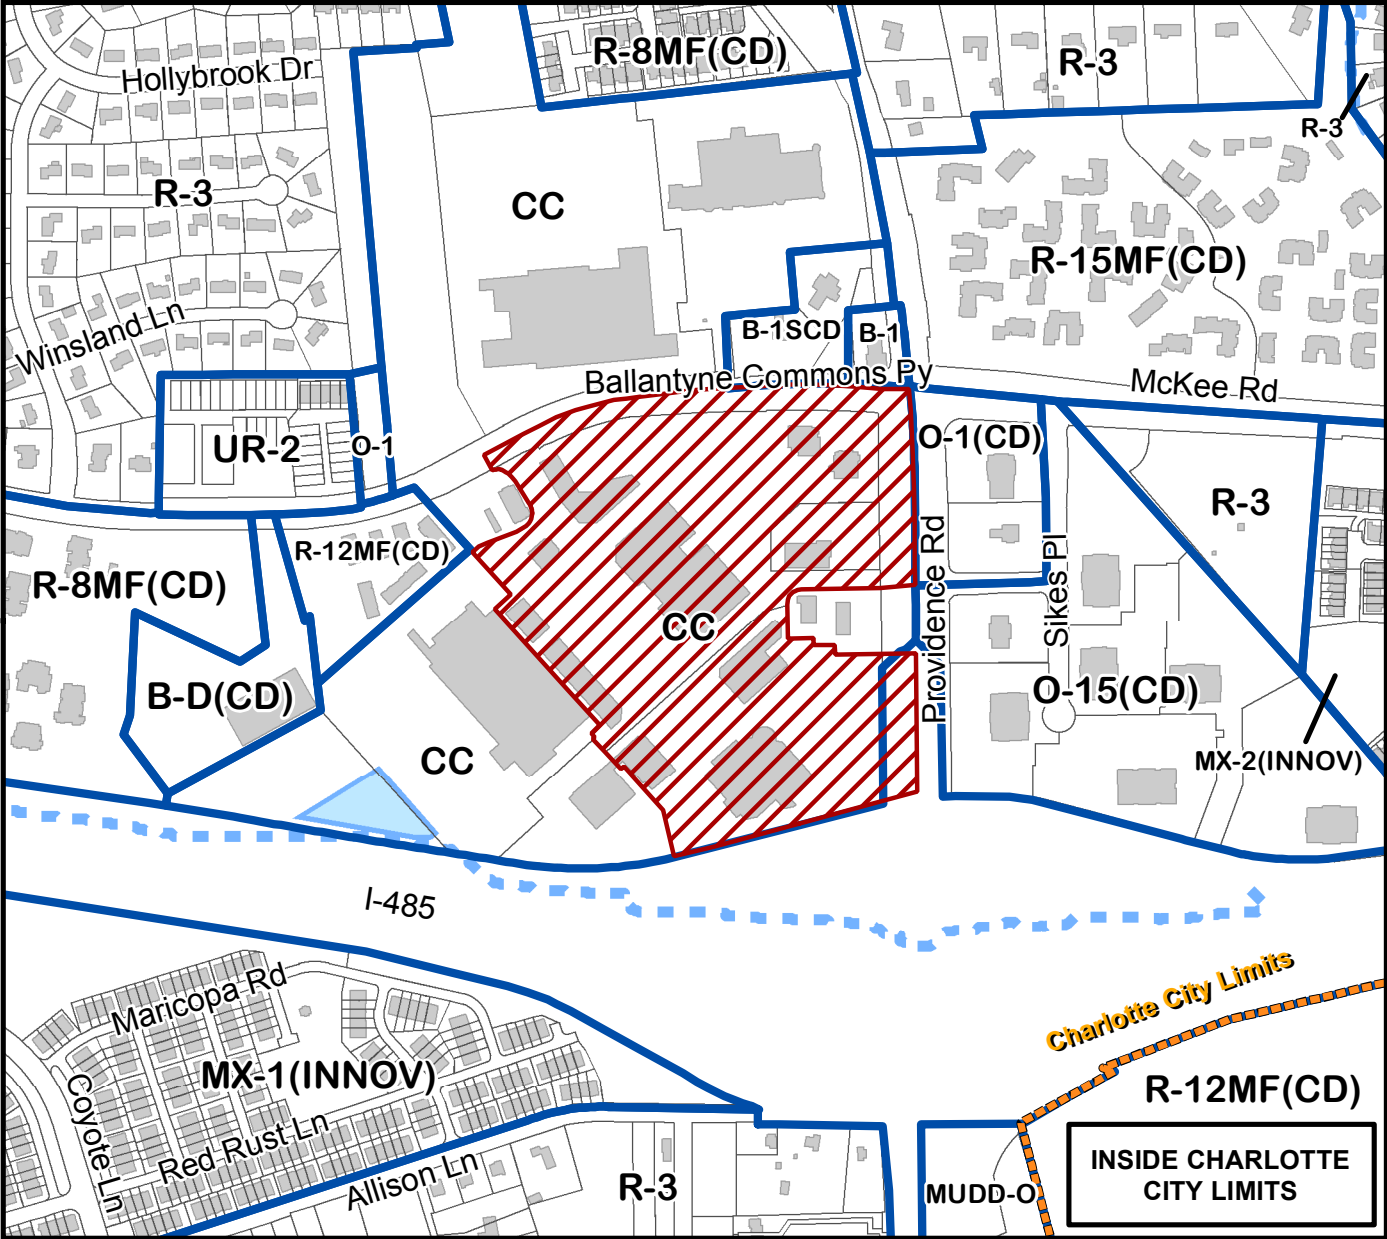 R-8MF(CD)
R-3
Hollybrook Dr
R-3
R-3
CC
R-15MF(CD)
Winsland Ln
B-1SCD
B-1
Ballantyne Commons Py
McKee Rd
UR-2
O-1
O-1(CD)
R-3
R-12MF(CD)
R-8MF(CD)
Providence Rd
Sikes Pl
CC
B-D(CD)
O-15(CD)
CC
MX-2(INNOV)
I-485
Maricopa Rd
Charlotte City Limits
MX-1(INNOV)
Coyote Ln
Red Rust Ln
Allison Ln
R-12MF(CD)
R-3
MUDD-O
INSIDE CHARLOTTE
CITY LIMITS